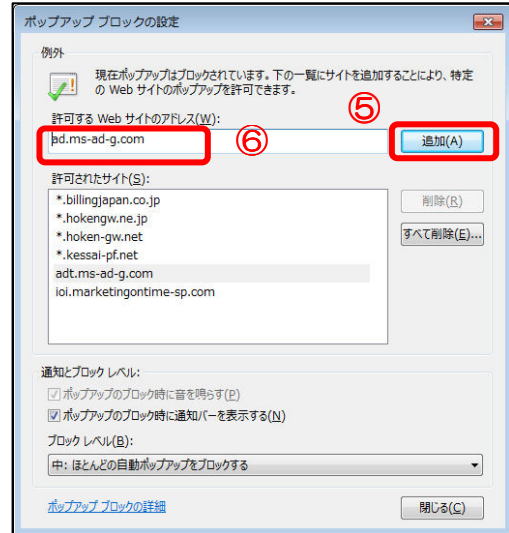 ポップアップ ブロックの設定
例外
現在ポップアップはブロックされています。下の一覧にサイトを追加することにより、特定
の Web サイトのポップアップを許可できます。
⑤
許可する Web サイトのアドレス(W):
ad.ms-ad-g.com
⑥
追加(A)
許可されたサイト(S):
*.billingjapan.co.jp
削除(R)
*.hokengw.ne.jp
*.hoken-gw.net
すべて削除(E)...
*.kessai-pf.net
adt.ms-ad-g.com
ioi.marketingontime-sp.com
通知とブロック レベル:
ポップアップのブロック時に音を鳴らす(P)
ポップアップのブロック時に通知バーを表示する(N)
ブロック レベル(B):
中: ほとんどの自動ポップアップをブロックする
ポップアップ ブロックの詳細
閉じる(C)